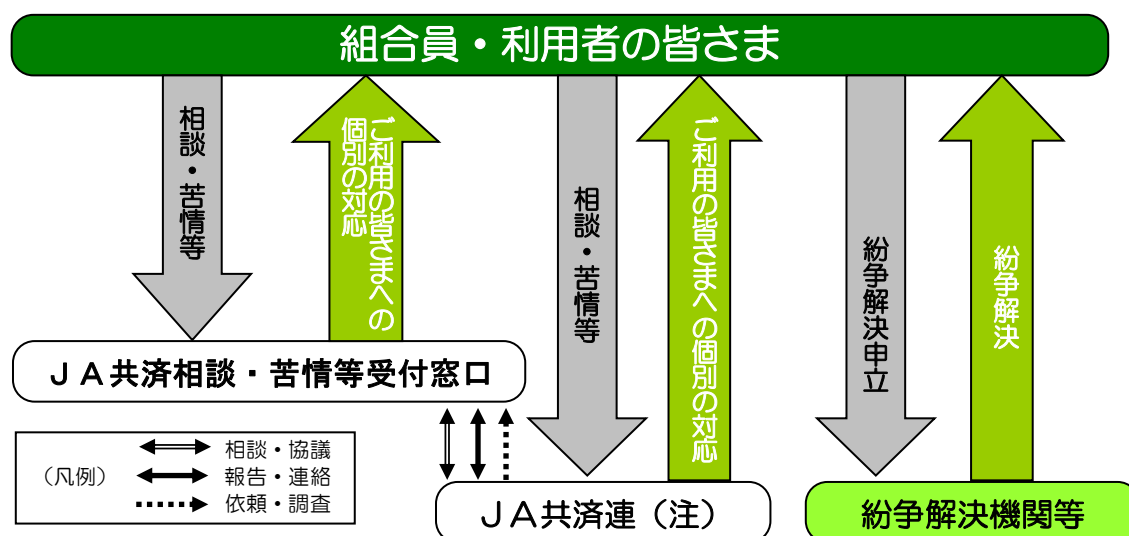 組合員・利用者の皆さま
相談・苦情等
ご利用の皆さまへの
個別の対応
相談・苦情等
ご利用の皆さまへの個別の対応
紛争解決申立
紛争解決
ＪＡ共済相談・苦情等受付窓口
（凡例）
相談・協議
報告・連絡
依頼・調査
ＪＡ共済連（注）
紛争解決機関等